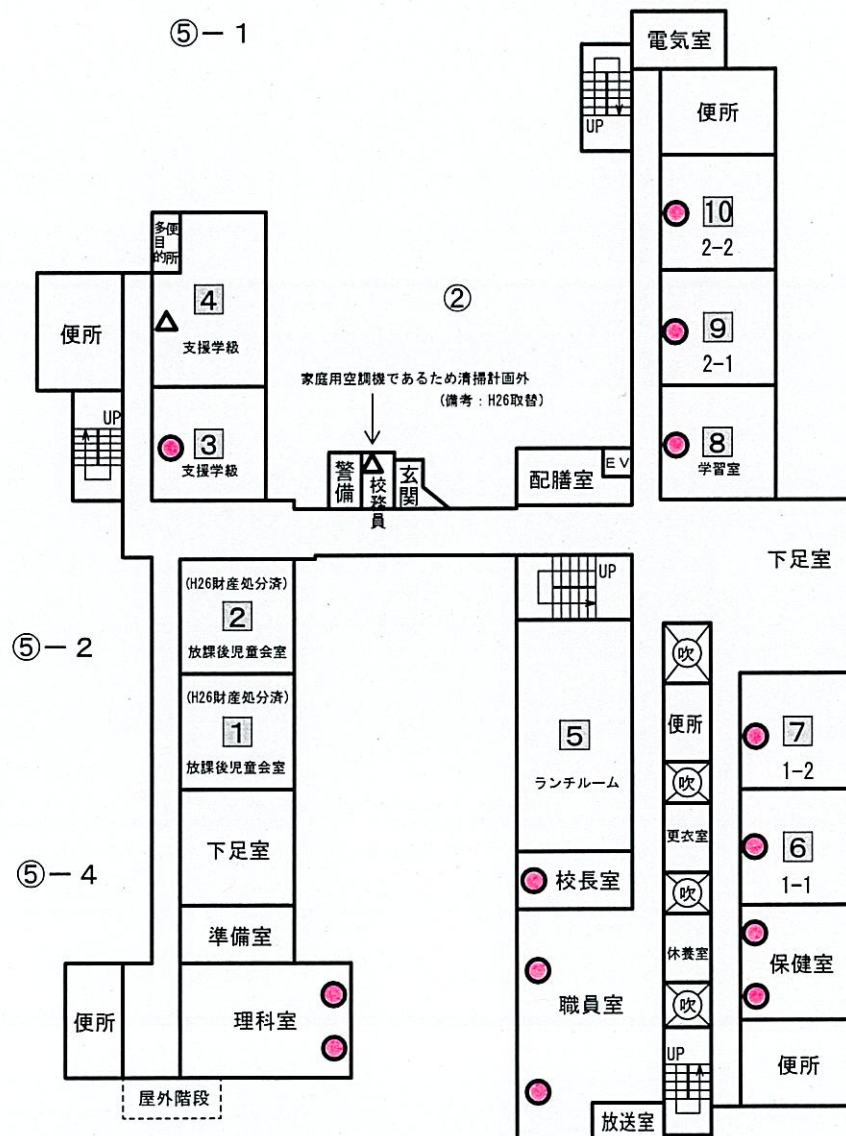 ⑤－１
電気室
UP
便所
10
2-2
9
2-1
8
学習室
②
多目的
便所
4
支援学級
便所
UP
3
支援学級
家庭用空調機であるため清掃計画外
(備考：H26取替)
警備
校務員
玄関
配膳室
EV
下足室
UP
(H26財産処分済)
2
放課後児童会室
⑤－２
(H26財産処分済)
1
放課後児童会室
5
ランチルーム
吹
便所
7
1-2
吹
下足室
更衣室
6
1-1
⑤－４
校長室
吹
準備室
休養室
保健室
便所
理科室
職員室
吹
UP
便所
屋外階段
放送室